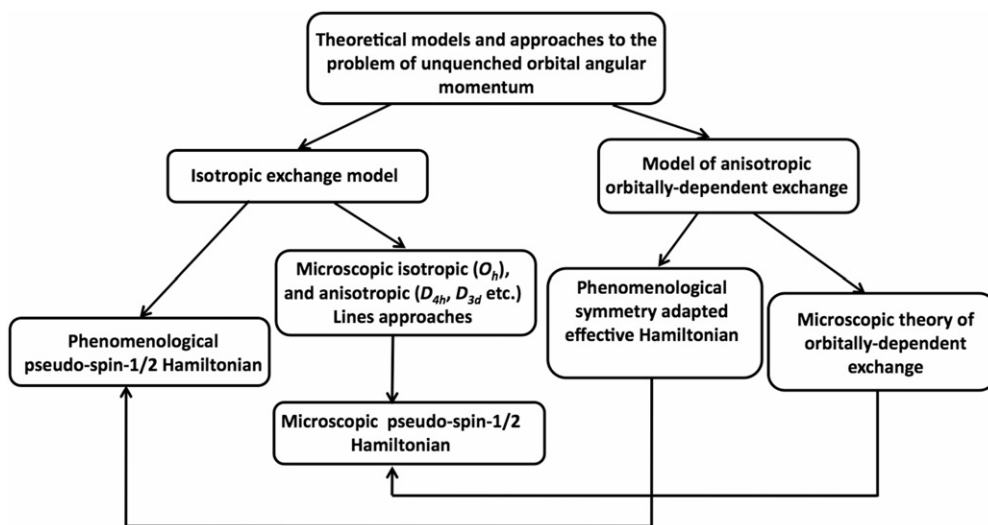 Theoretical models and approaches to the
problem of unquenched orbital angular
momentum
Isotropic exchange model
Model of anisotropic
orbitally-dependent exchange
Microscopic isotropic (Oh),
and anisotropic (D4h, D3d etc.)
Lines approaches
Phenomenological
symmetry adapted
effective Hamiltonian
Phenomenological
pseudo-spin-1/2 Hamiltonian
Microscopic theory of
orbitally-dependent
exchange
Microscopic pseudo-spin-1/2
Hamiltonian